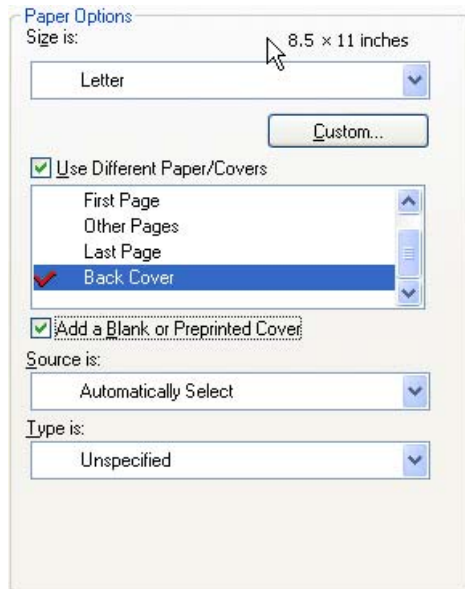 Paper Options
Size is: 8.5 × 11 inches
Letter
Custom...
Use Different Paper/Covers
First Page
Other Pages
Last Page
Back Cover
Add a Blank or Preprinted Cover
Source is:
Automatically Select
Type is:
Unspecified